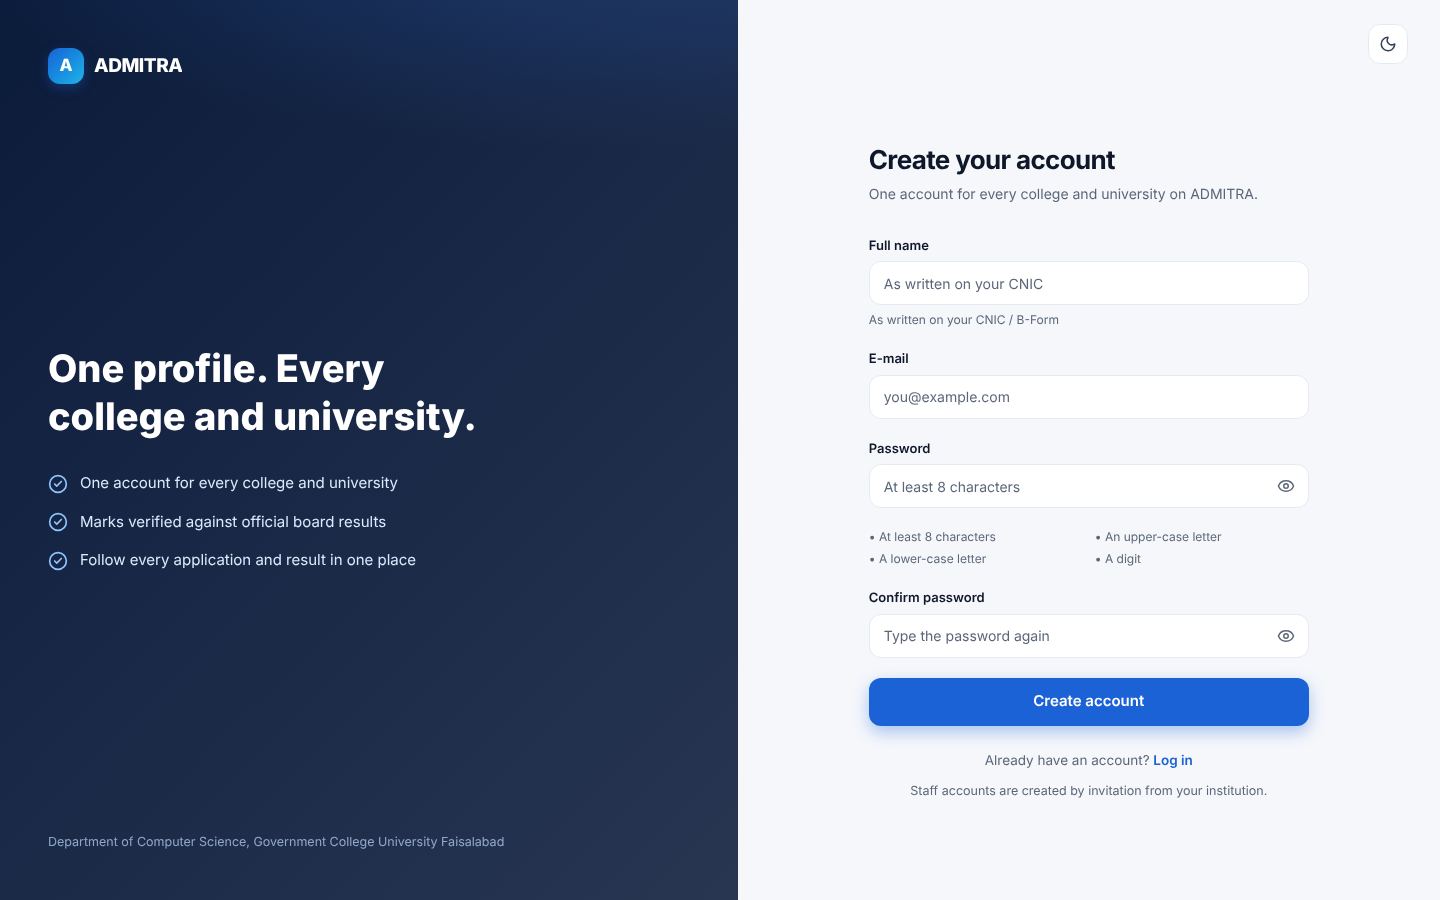 A ADMITRA
One profile. Every
college and university.
One account for every college and university
Marks verified against official board results
Follow every application and result in one place
Department of Computer Science, Government College University Faisalabad
Create your account
One account for every college and university on ADMITRA.
Full name
As written on your CNIC
As written on your CNIC / B-Form
E-mail
you@example.com
Password
At least 8 characters
• At least 8 characters
• An upper-case letter
• A lower-case letter
• A digit
Confirm password
Type the password again
Create account
Already have an account? Log in
Staff accounts are created by invitation from your institution.